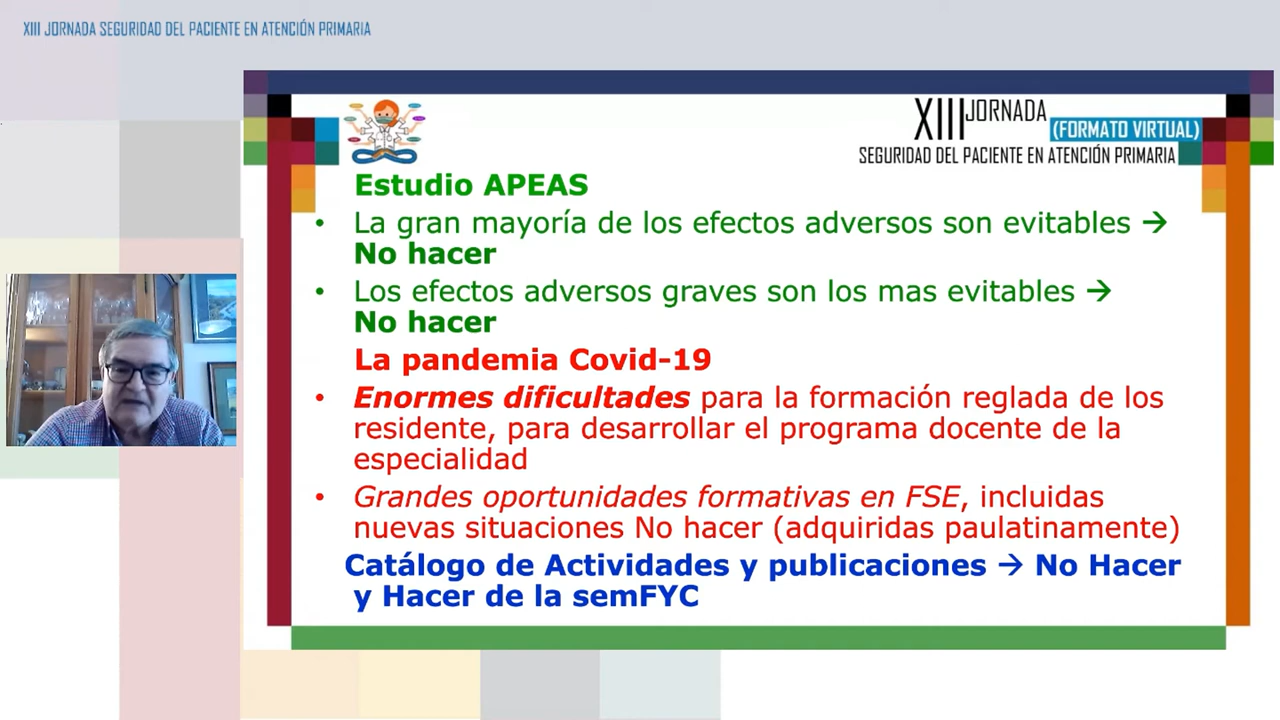 XIII JORNADA SEGURIDAD DEL PACIENTE EN ATENCIÓN PRIMARIA
XIII JORNADA
(FORMATO VIRTUAL)
SEGURIDAD DEL PACIENTE EN ATENCIÓN PRIMARIA
Estudio APEAS
• La gran mayoría de los efectos adversos son evitables →
No hacer
• Los efectos adversos graves son los mas evitables →
No hacer
La pandemia Covid-19
• Enormes dificultades para la formación reglada de los
residente, para desarrollar el programa docente de la
especialidad
• Grandes oportunidades formativas en FSE, incluidas
nuevas situaciones No hacer (adquiridas paulatinamente)
Catálogo de Actividades y publicaciones → No Hacer
y Hacer de la semFYC